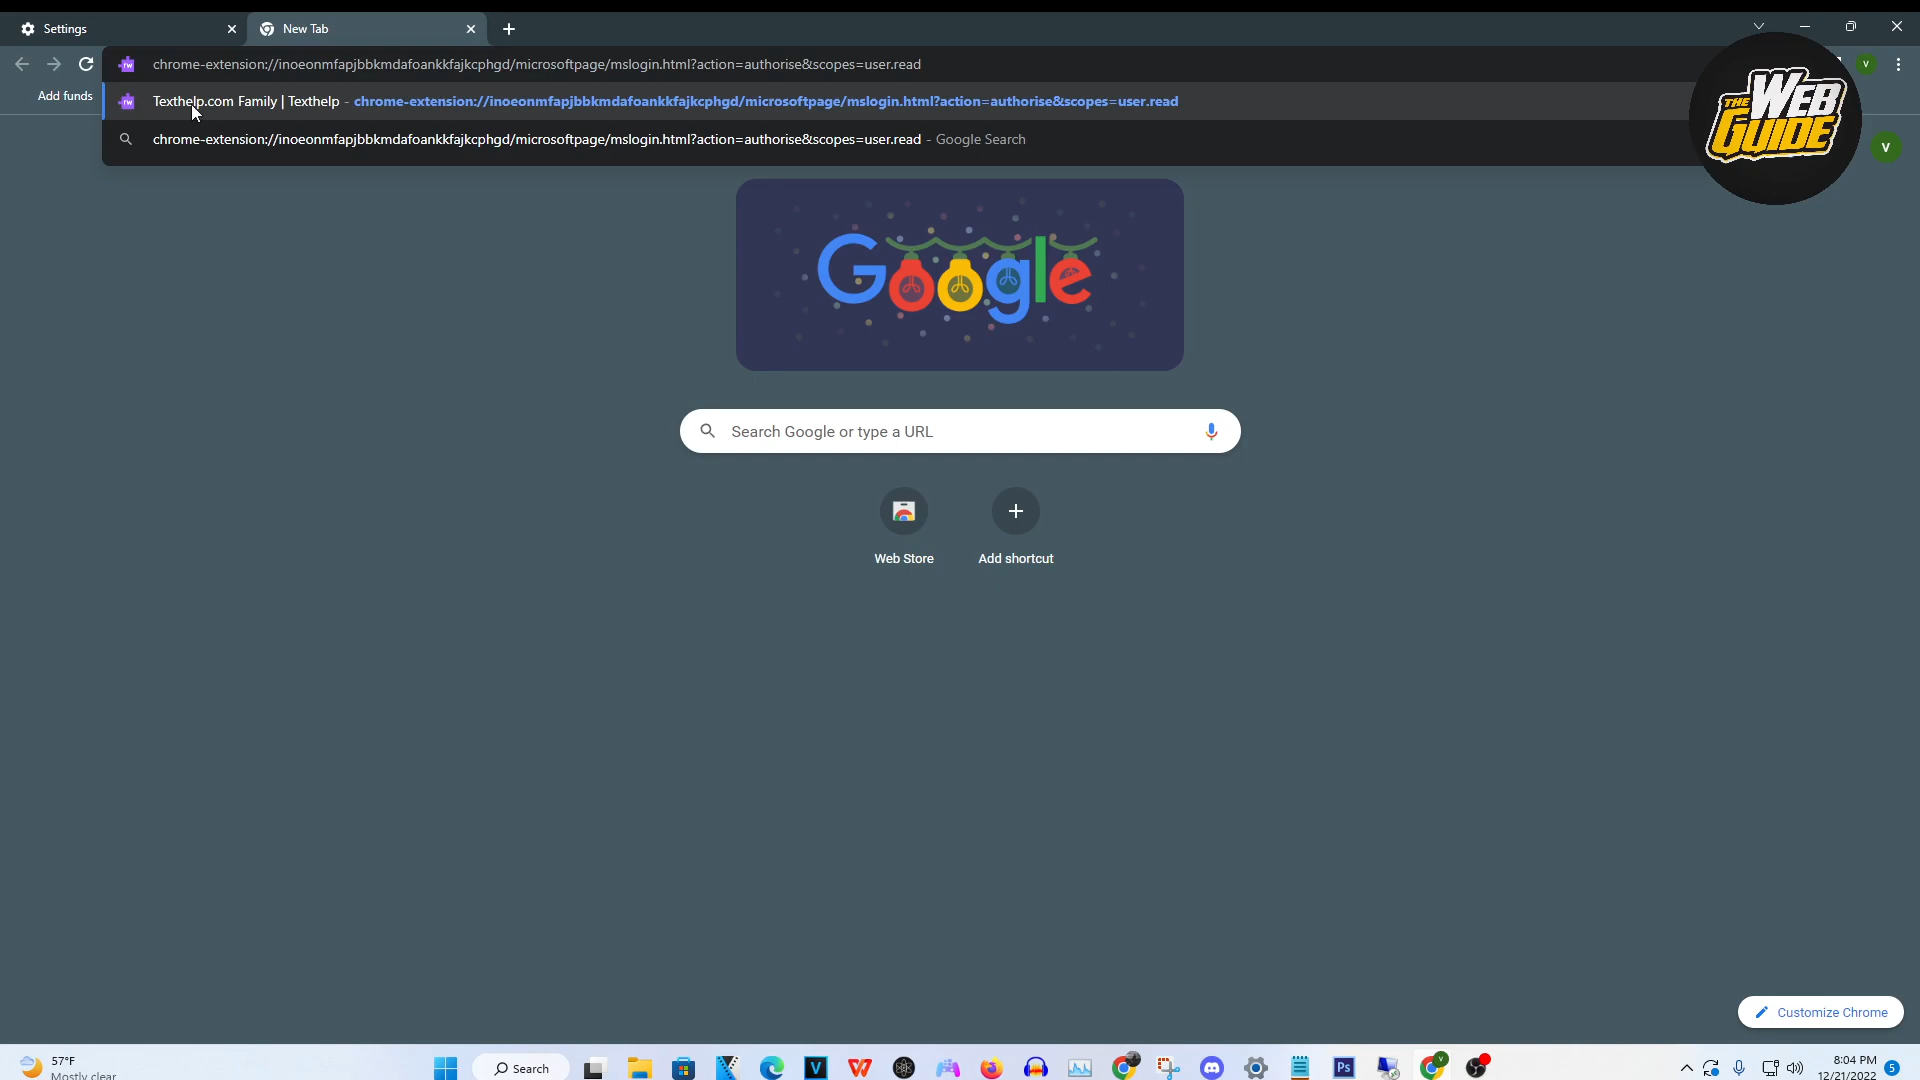 Settings
New Tab
chrome-extension://inoeonmfapjbbkmdafoankkfajkcphgd/microsoftpage/mslogin.html?action=authorise&scopes=user.read
V
Add funds
Texthelp.com Family | Texthelp - chrome-extension://inoeonmfapjbbkmdafoankkfajkcphgd/microsoftpage/mslogin.html?action=authorise&scopes=user.read
chrome-extension://inoeonmfapjbbkmdafoankkfajkcphgd/microsoftpage/mslogin.html?action=authorise&scopes=user.read - Google Search
THE WEB
GUIDE
V
Google
Search Google or type a URL
Web Store
Add shortcut
Customize Chrome
57°F
Mostly clear
Search
8:04 PM
12/21/2022
5